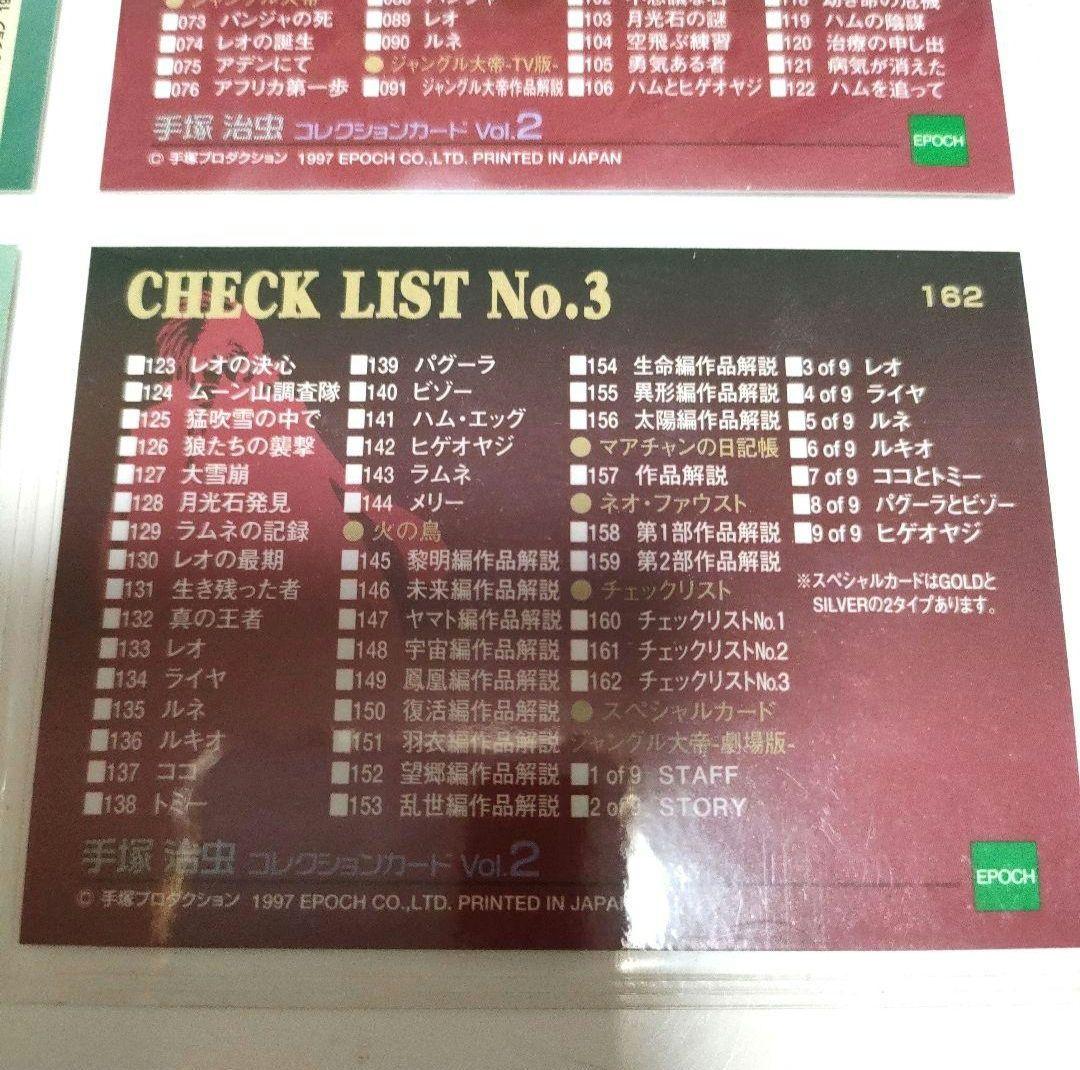 ジャングル大帝
073 パンジャの死
074 レオの誕生
075 アデンにて
076 アフリカ第一歩
089 レオ
090 ルネ
●ジャングル大帝-TV版-
091 ジャングル大帝作品解説
103 月光石の謎
104 空飛ぶ練習
105 勇気ある者
106 ハムとヒゲオヤジ
119 ハムの陰謀
120 治療の申し出
121 病気が消えた
122 ハムを追って
手塚 治虫 コレクションカード Vol.2
© 手塚プロダクション 1997 EPOCH CO.,LTD. PRINTED IN JAPAN
EPOCH
CHECK LIST No.3
162
123 レオの決心
124 ムーン山調査隊
125 猛吹雪の中で
126 狼たちの襲撃
127 大雪崩
128 月光石発見
129 ラムネの記録
130 レオの最期
131 生き残った者
132 真の王者
133 レオ
134 ライヤ
135 ルネ
136 ルキオ
137 ココ
138 トミー
139 パグーラ
140 ビゾー
141 ハム・エッグ
142 ヒゲオヤジ
143 ラムネ
144 メリー
●火の鳥
145 黎明編作品解説
146 未来編作品解説
147 ヤマト編作品解説
148 宇宙編作品解説
149 鳳凰編作品解説
150 復活編作品解説
151 羽衣編作品解説
152 望郷編作品解説
153 乱世編作品解説
154 生命編作品解説
155 異形編作品解説
156 太陽編作品解説
●マアチャンの日記帳
157 作品解説
●ネオ・ファウスト
158 第1部作品解説
159 第2部作品解説
●チェックリスト
160 チェックリストNo.1
161 チェックリストNo.2
162 チェックリストNo.3
●スペシャルカード
ジャングル大帝-劇場版-
1 of 9 STAFF
2 of 9 STORY
3 of 9 レオ
4 of 9 ライヤ
5 of 9 ルネ
6 of 9 ルキオ
7 of 9 ココとトミー
8 of 9 パグーラとビゾー
9 of 9 ヒゲオヤジ
※スペシャルカードはGOLDと
SILVERの2タイプあります。
手塚 治虫 コレクションカード Vol.2
© 手塚プロダクション 1997 EPOCH CO.,LTD. PRINTED IN JAPAN
EPOCH